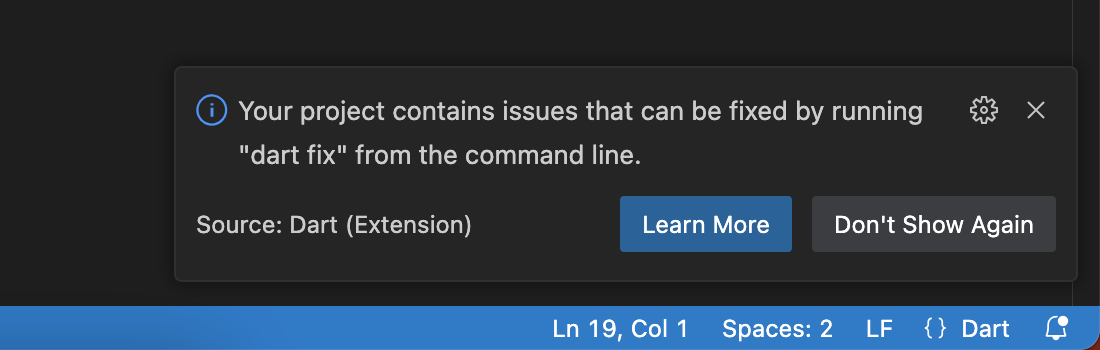 Your project contains issues that can be fixed by running
"dart fix" from the command line.
Source: Dart (Extension)
Learn More
Don't Show Again
Ln 19, Col 1
Spaces: 2
LF
{} Dart